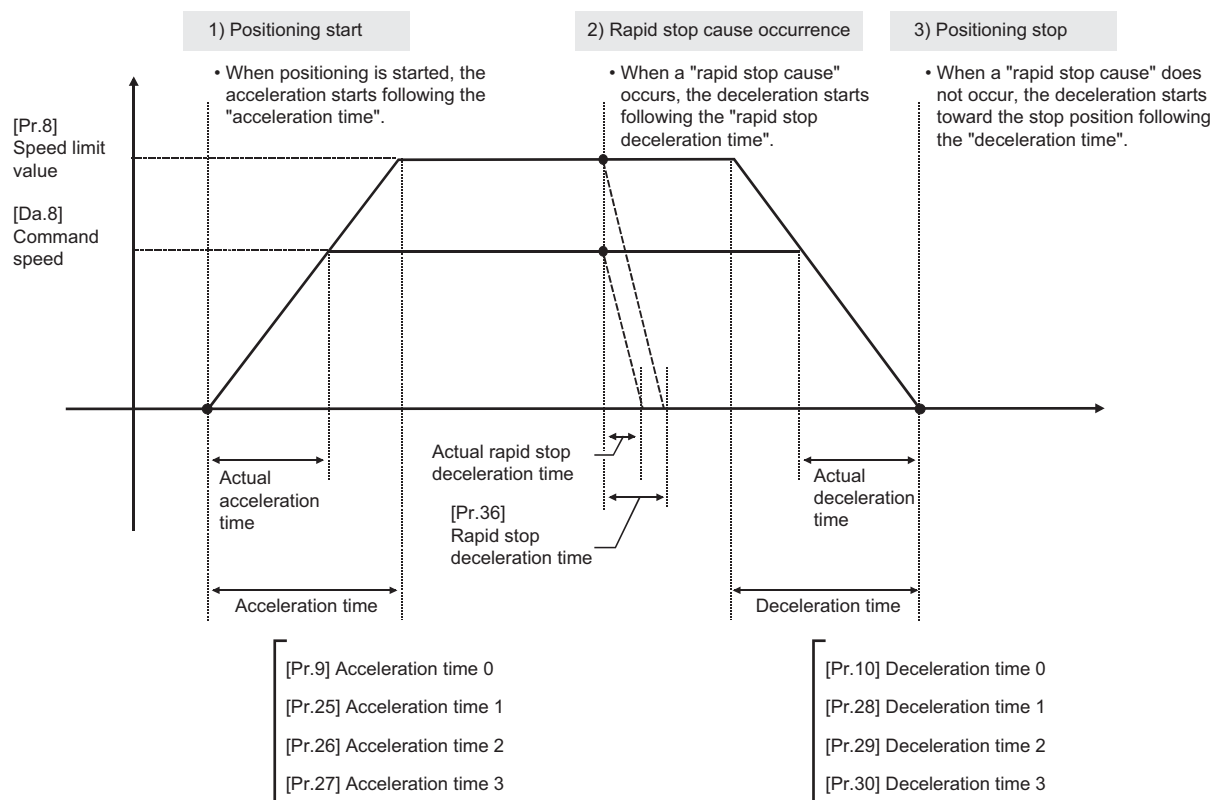 1) Positioning start
• When positioning is started, the
acceleration starts following the
"acceleration time".
2) Rapid stop cause occurrence
• When a "rapid stop cause"
occurs, the deceleration starts
following the "rapid stop
deceleration time".
3) Positioning stop
• When a "rapid stop cause" does
not occur, the deceleration starts
toward the stop position following
the "deceleration time".
[Pr.8]
Speed limit
value
[Da.8]
Command
speed
Actual
acceleration
time
Actual rapid stop
deceleration time
[Pr.36]
Rapid stop
deceleration time
Actual
deceleration
time
Acceleration time
Deceleration time
[Pr.9] Acceleration time 0
[Pr.25] Acceleration time 1
[Pr.26] Acceleration time 2
[Pr.27] Acceleration time 3
[Pr.10] Deceleration time 0
[Pr.28] Deceleration time 1
[Pr.29] Deceleration time 2
[Pr.30] Deceleration time 3